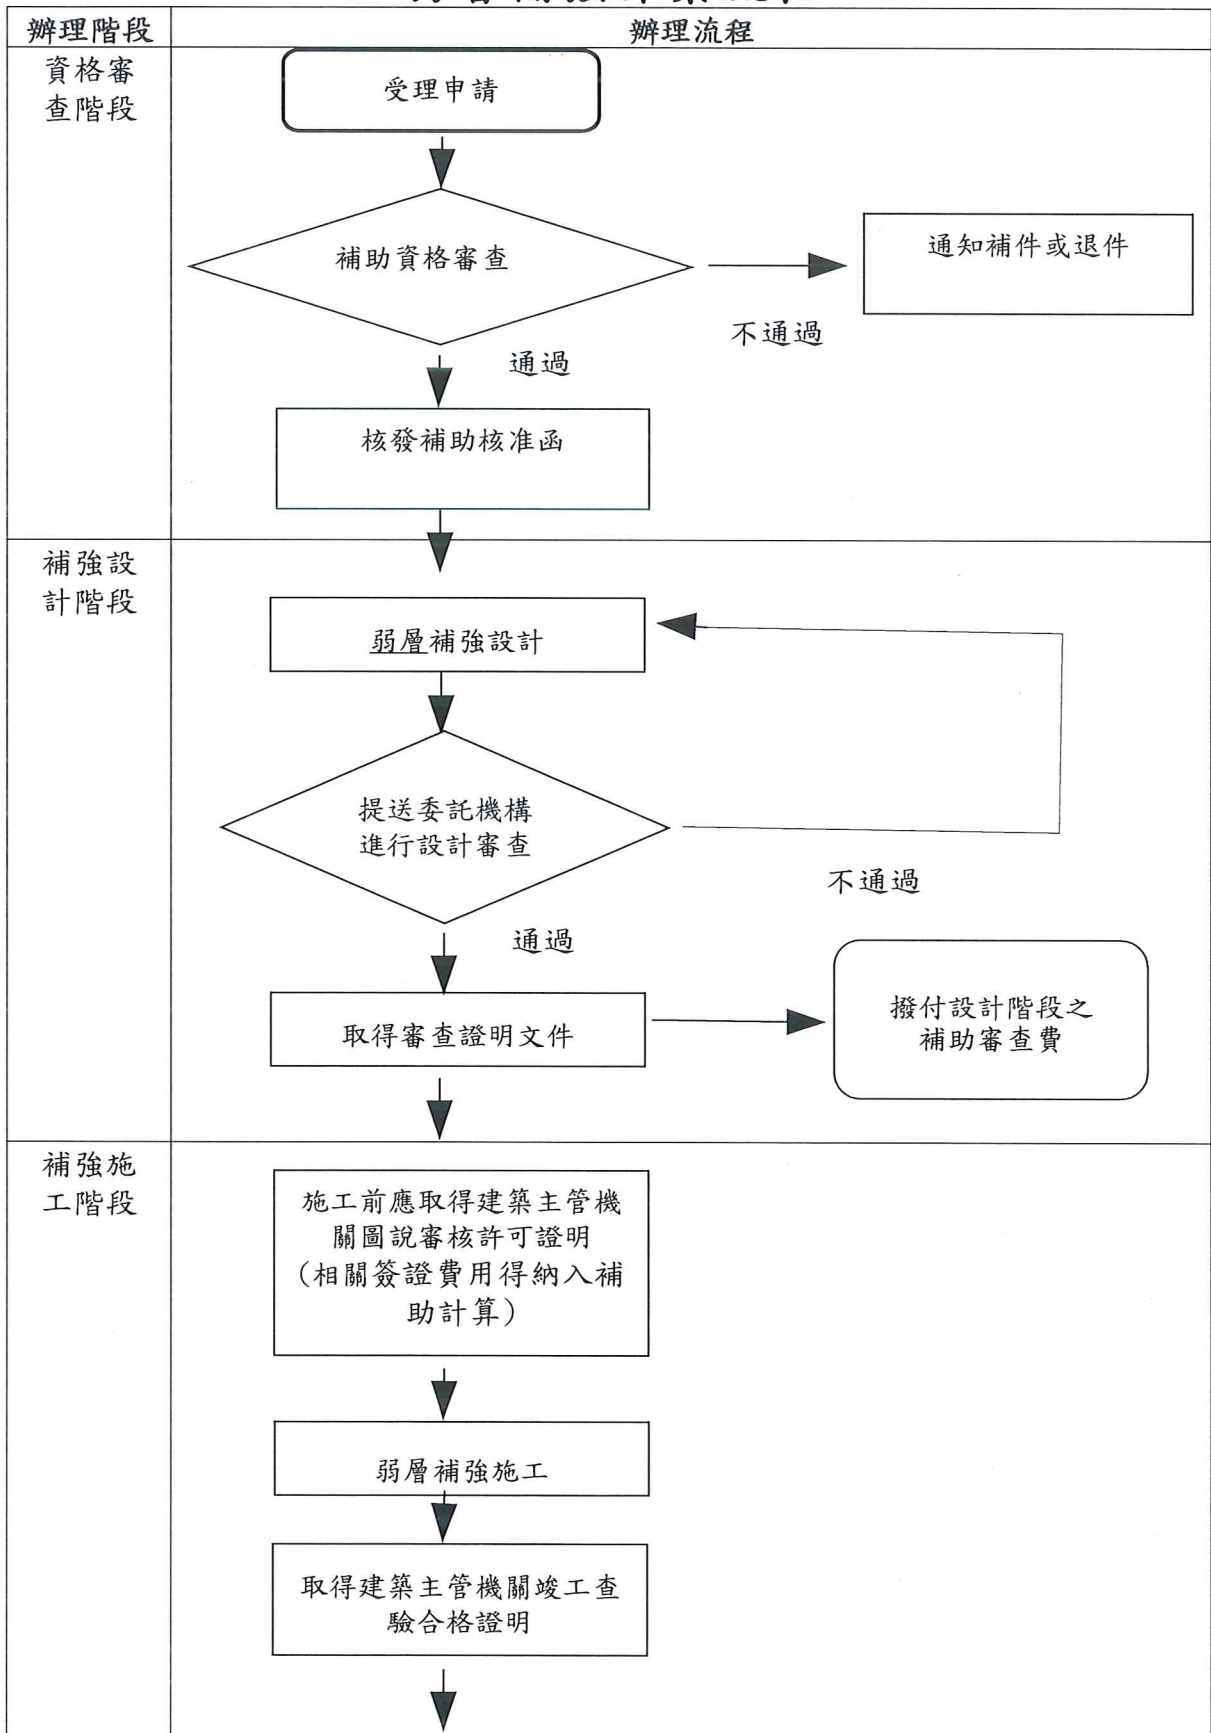 辦理階段
辦理流程
資格審
查階段
受理申請
補助資格審查
通知補件或退件
不通過
通過
核發補助核准函
補強設
計階段
弱層補強設計
提送委託機構
進行設計審查
不通過
通過
取得審查證明文件
撥付設計階段之
補助審查費
補強施
工階段
施工前應取得建築主管機
關圖說審核許可證明
(相關簽證費用得納入補
助計算)
弱層補強施工
取得建築主管機關竣工查
驗合格證明